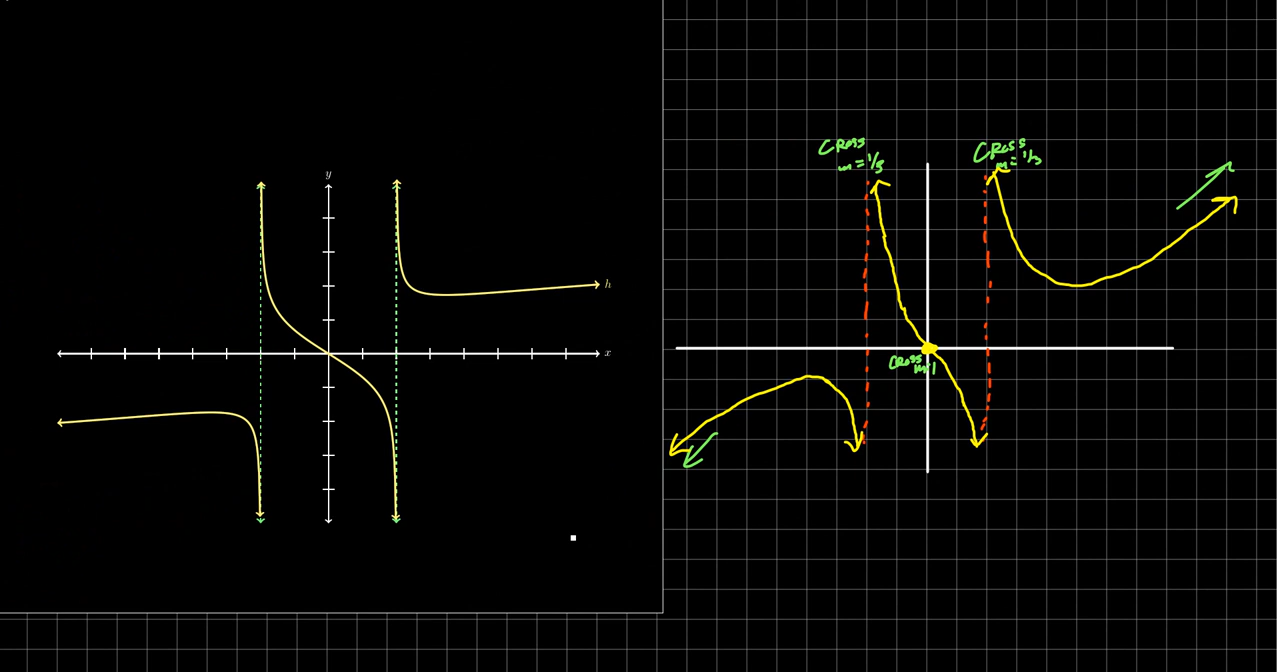 y
h
x
Cross
m = 1/3
Cross
m = 1/3
Cross
m=1